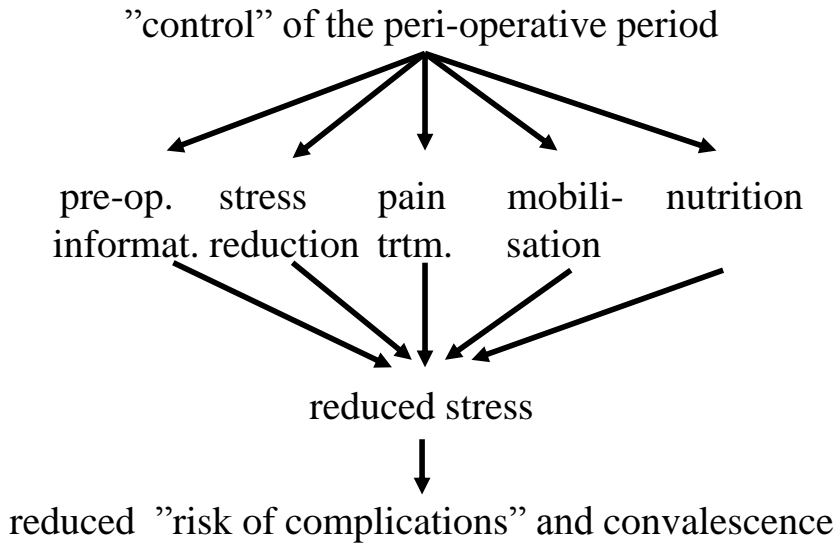 ”control” of the peri-operative period
pre-op. stress pain mobili- nutrition
informat. reduction trtm. sation
reduced stress
reduced ”risk of complications” and convalescence